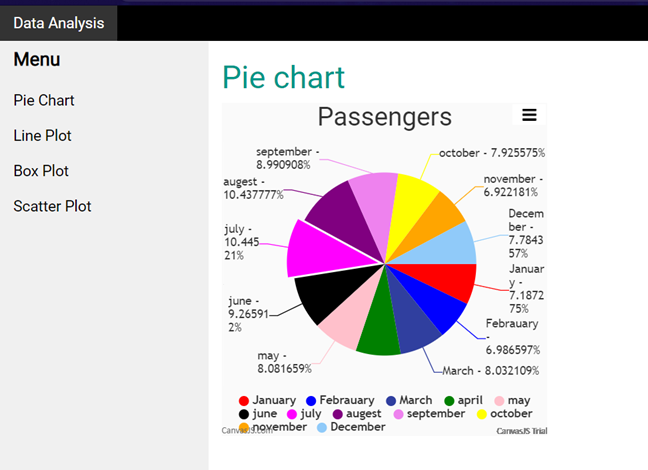 Data Analysis
Menu
Pie Chart
Line Plot
Box Plot
Scatter Plot
Pie chart
Passengers
october - 7.925575%
november -
6.922181%
Decem
ber -
7.7843
57%
Januar
y -
7.1872
75%
Febrauary
-
6.986597%
March - 8.032109%
may -
8.081659%
june -
9.26591
2%
july -
10.445
21%
augest -
10.437777%
september -
8.990908%
January Febrauary March april may
june july augest september october
november December
CanvasJS.com
CanvasJS Trial